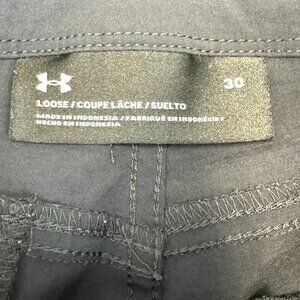 30
LOOSE / COUPE LÂCHE / SUELTO
MADE IN INDONESIA / FABRIQUÉ EN INDONÉSIE /
HECHO EN INDONESIA